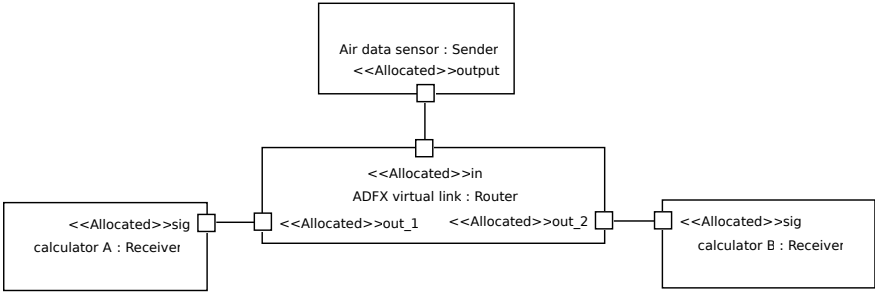 Air data sensor : Sender
<<Allocated>>output
<<Allocated>>in
ADFX virtual link : Router
<<Allocated>>sig
<<Allocated>>out_1
<<Allocated>>out_2
<<Allocated>>sig
calculator A : Receiver
calculator B : Receiver